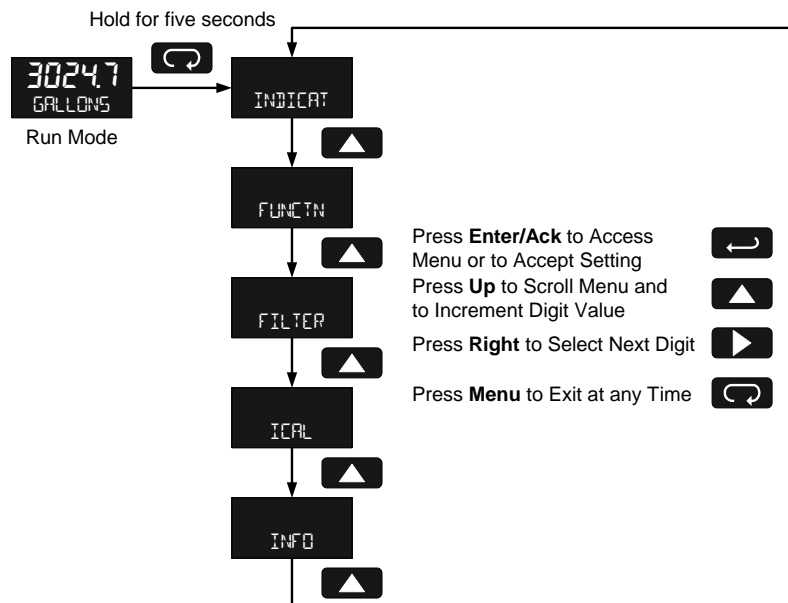 Hold for five seconds
3024.7
GALLONS
Run Mode
INDICAT
FUNCTN
FILTER
ICAL
INFO
Press Enter/Ack to Access
Menu or to Accept Setting
Press Up to Scroll Menu and
to Increment Digit Value
Press Right to Select Next Digit
Press Menu to Exit at any Time